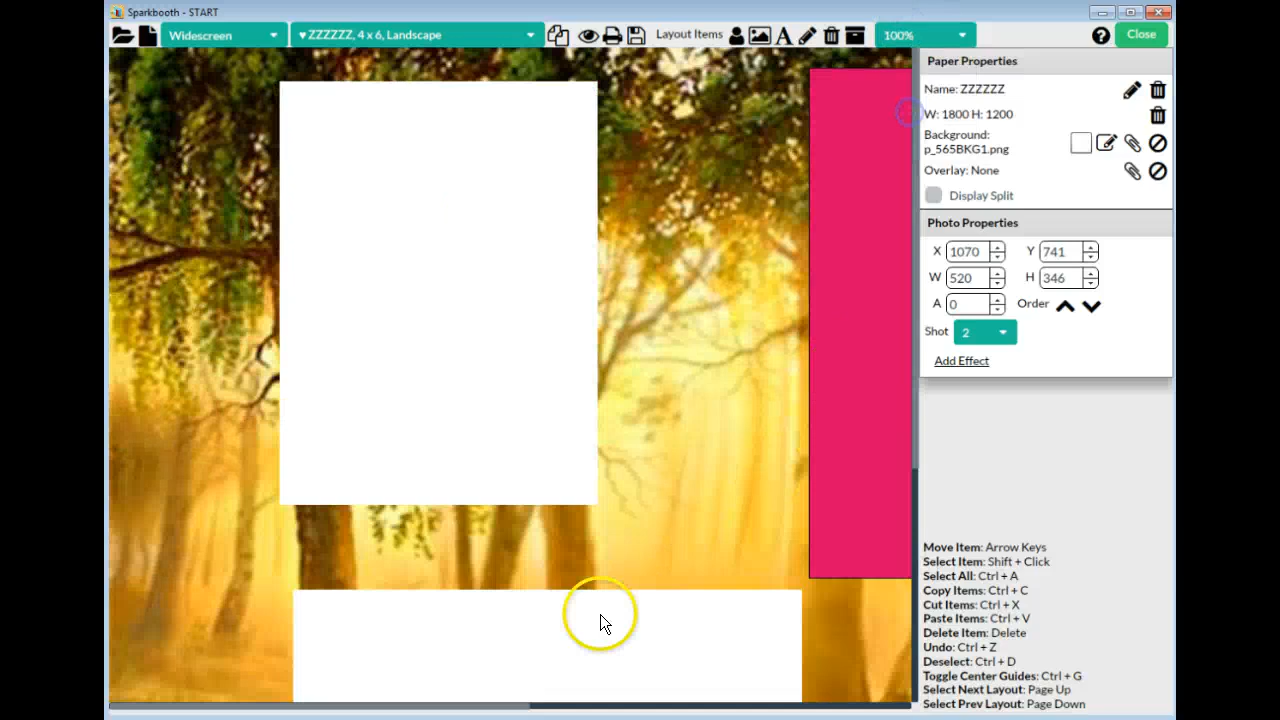 Sparkbooth - START
Widescreen
♥ ZZZZZZ, 4 x 6, Landscape
Layout Items
100%
Close
Paper Properties
Name: ZZZZZZ
W: 1800 H: 1200
Background:
p_565BKG1.png
Overlay: None
Display Split
Photo Properties
X 1070 Y 741
W 520 H 346
A 0 Order
Shot 2
Add Effect
Move Item: Arrow Keys
Select Item: Shift + Click
Select All: Ctrl + A
Copy Items: Ctrl + C
Cut Items: Ctrl + X
Paste Items: Ctrl + V
Delete Item: Delete
Undo: Ctrl + Z
Deselect: Ctrl + D
Toggle Center Guides: Ctrl + G
Select Next Layout: Page Up
Select Prev Layout: Page Down